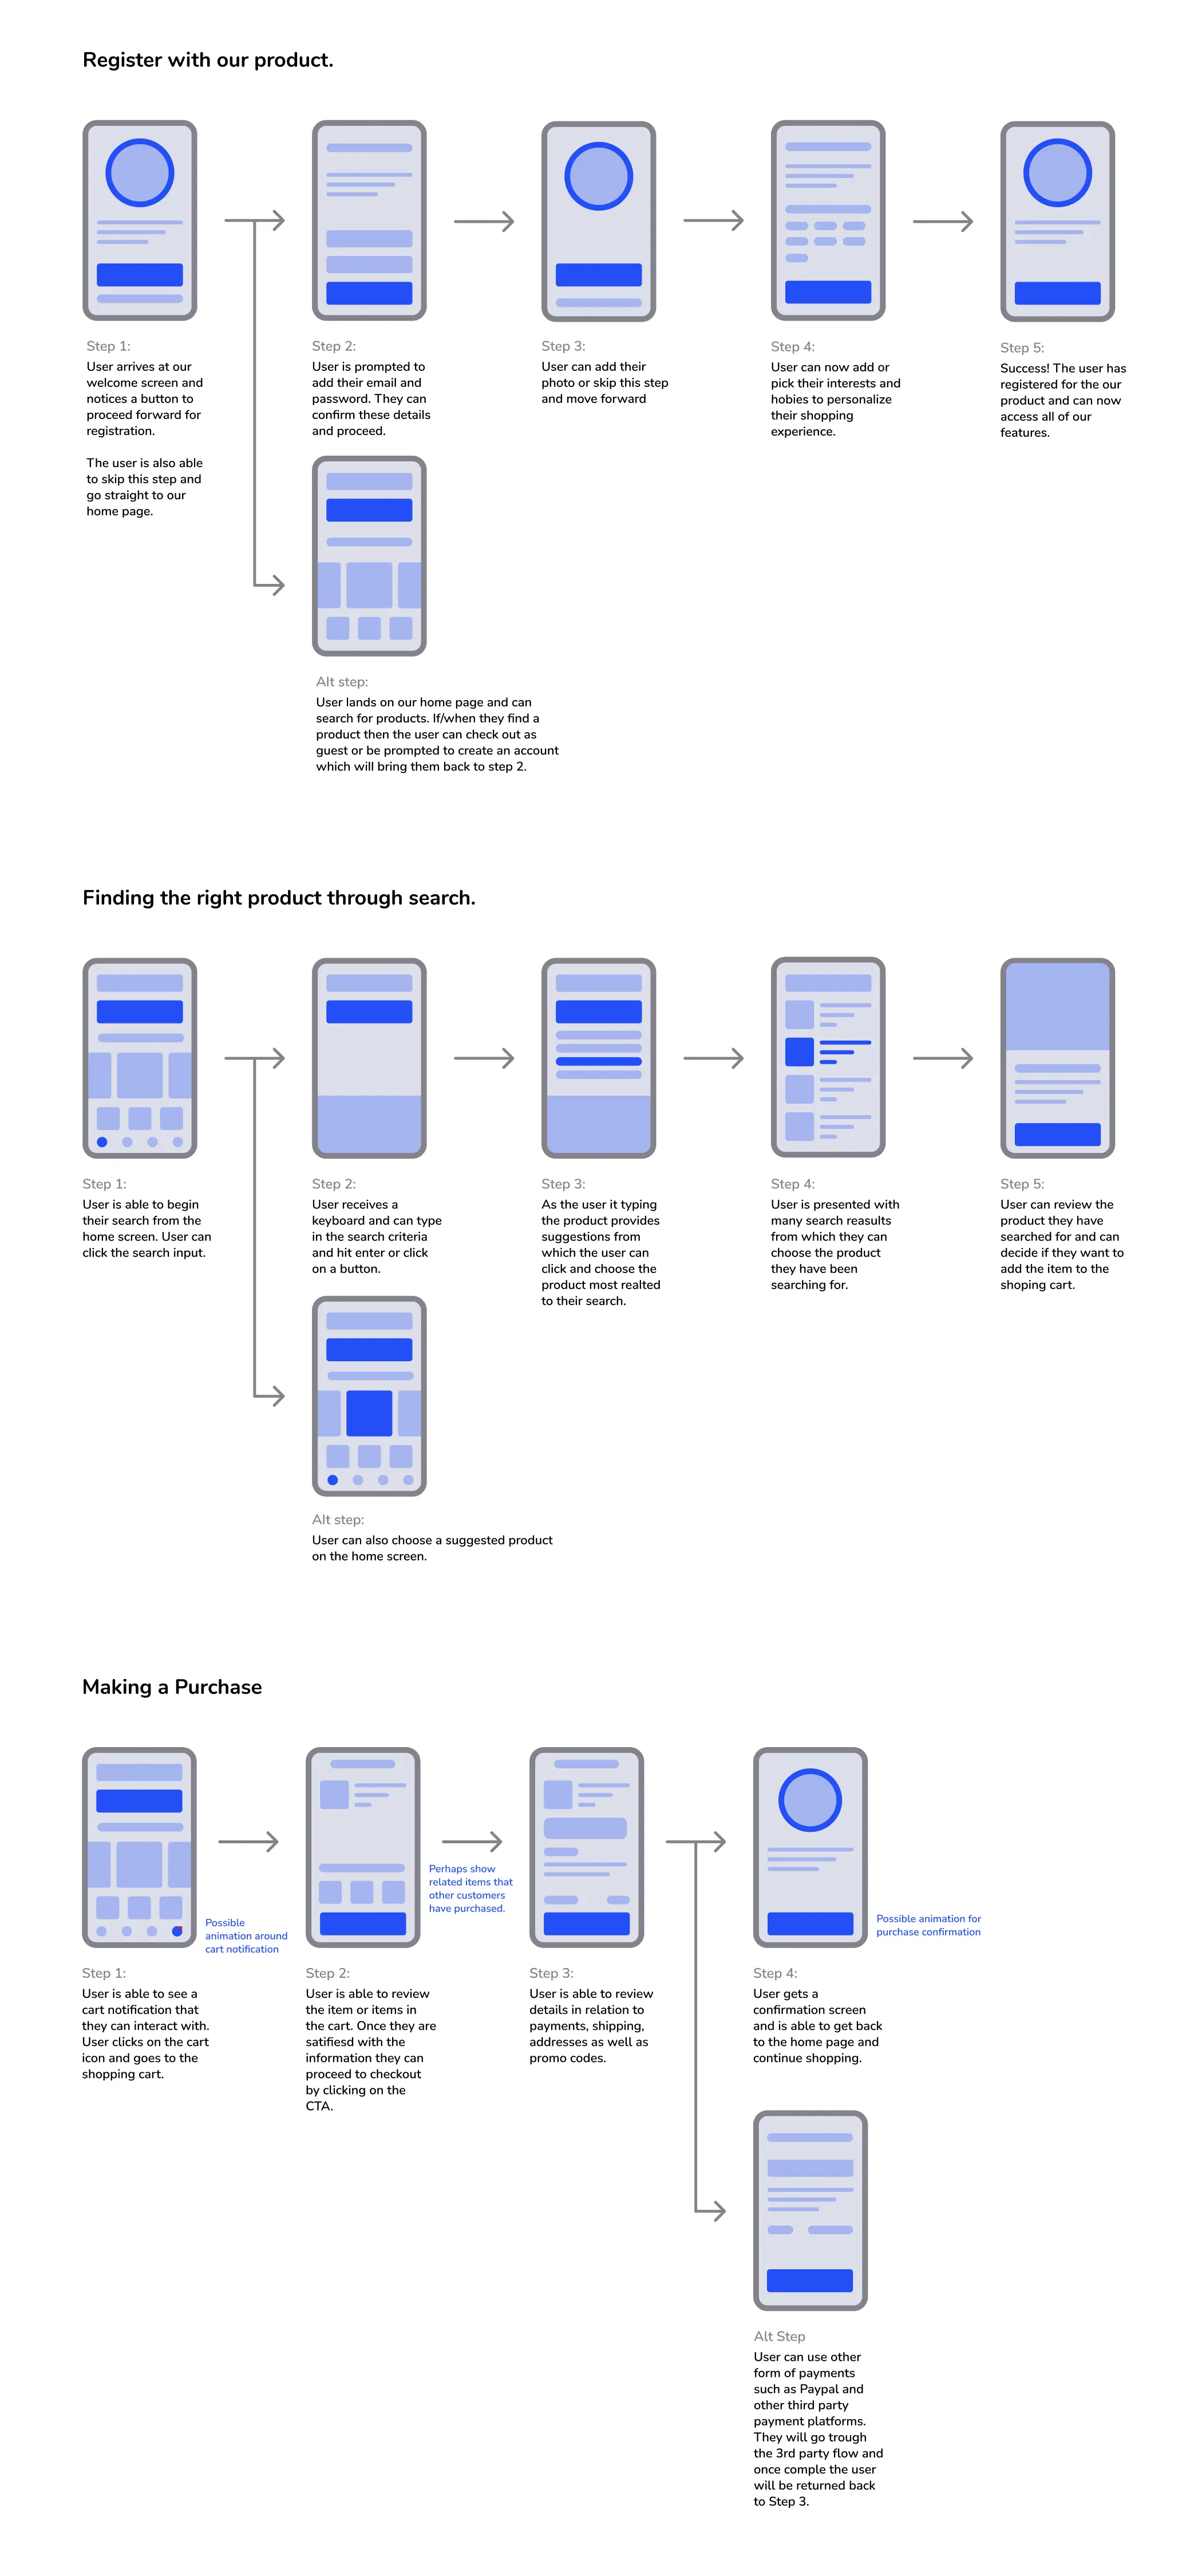 Register with our product.
Step 1:
User arrives at our
welcome screen and
notices a button to
proceed forward for
registration.
The user is also able
to skip this step and
go straight to our
home page.
Step 2:
User is prompted to
add their email and
password. They can
confirm these details
and proceed.
Step 3:
User can add their
photo or skip this step
and move forward
Step 4:
User can now add or
pick their interests and
hobies to personalize
their shopping
experience.
Step 5:
Success! The user has
registered for the our
product and can now
access all of our
features.
Alt step:
User lands on our home page and can
search for products. If/when they find a
product then the user can check out as
guest or be prompted to create an account
which will bring them back to step 2.
Finding the right product through search.
Step 1:
User is able to begin
their search from the
home screen. User can
click the search input.
Step 2:
User receives a
keyboard and can type
in the search criteria
and hit enter or click
on a button.
Step 3:
As the user it typing
the product provides
suggestions from
which the user can
click and choose the
product most realted
to their search.
Step 4:
User is presented with
many search reasults
from which they can
choose the product
they have been
searching for.
Step 5:
User can review the
product they have
searched for and can
decide if they want to
add the item to the
shoping cart.
Alt step:
User can also choose a suggested product
on the home screen.
Making a Purchase
Possible
animation around
cart notification
Perhaps show
related items that
other customers
have purchased.
Possible animation for
purchase confirmation
Step 1:
User is able to see a
cart notification that
they can interact with.
User clicks on the cart
icon and goes to the
shopping cart.
Step 2:
User is able to review
the item or items in
the cart. Once they are
satifiesd with the
information they can
proceed to checkout
by clicking on the
CTA.
Step 3:
User is able to review
details in relation to
payments, shipping,
addresses as well as
promo codes.
Step 4:
User gets a
confirmation screen
and is able to get back
to the home page and
continue shopping.
Alt Step
User can use other
form of payments
such as Paypal and
other third party
payment platforms.
They will go trough
the 3rd party flow and
once comple the user
will be returned back
to Step 3.